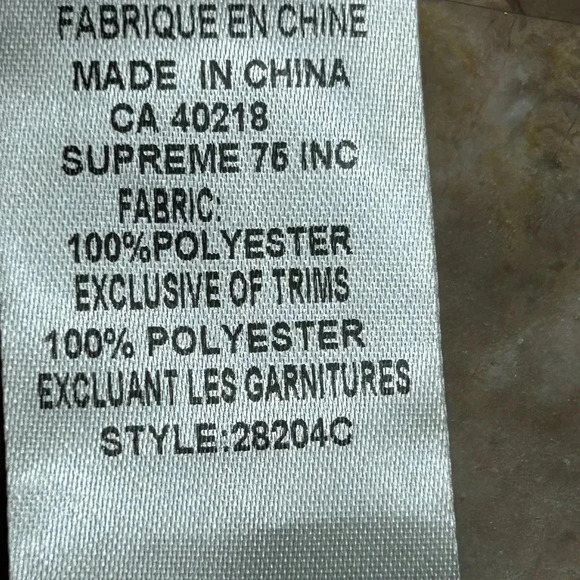 FABRIQUE EN CHINE
MADE IN CHINA
CA 40218
SUPREME 76 INC
FABRIC:
100%POLYESTER
EXCLUSIVE OF TRIMS
100% POLYESTER
EXCLUANT LES GARNITURES
STYLE:28204C